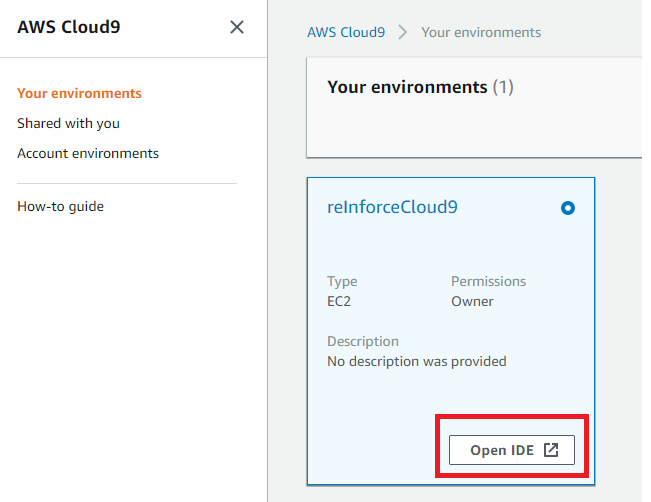 AWS Cloud9
Your environments
Shared with you
Account environments
How-to guide
AWS Cloud9 Your environments
Your environments (1)
reInforceCloud9
Type Permissions
EC2 Owner
Description
No description was provided
Open IDE